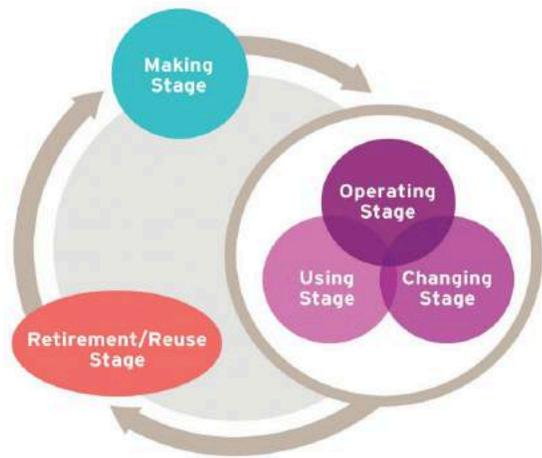 Making
Stage
Operating
Stage
Using
Stage
Changing
Stage
Retirement/Reuse
Stage